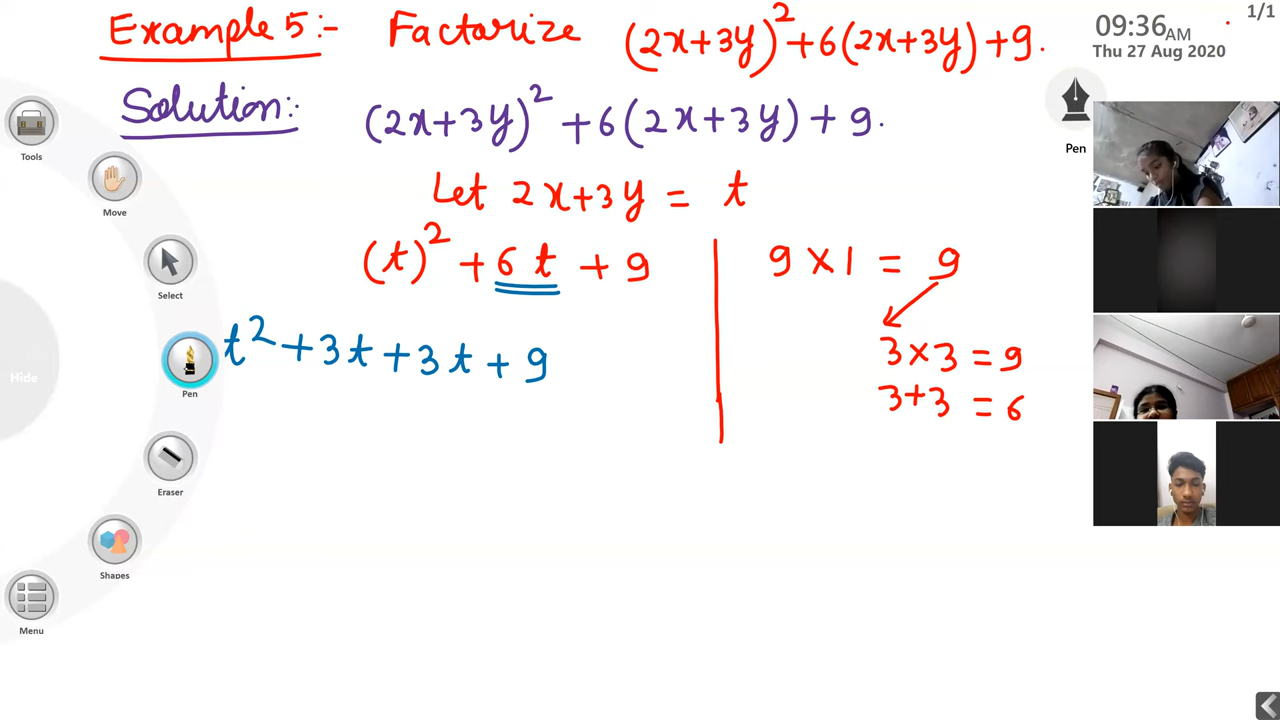 Example 5:- Factorize (2x+3y)²+6(2x+3y)+9.
Solution:- (2x+3y)² +6(2x+3y)+9.
Let 2x+3y = t
(t)² +6t +9
9×1 = 9
t²+3t+3t+9
3×3=9
3+3=6
09:36AM
Thu 27 Aug 2020
1/1
Pen
Tools
Move
Select
Hide
Pen
Eraser
Shapes
Menu